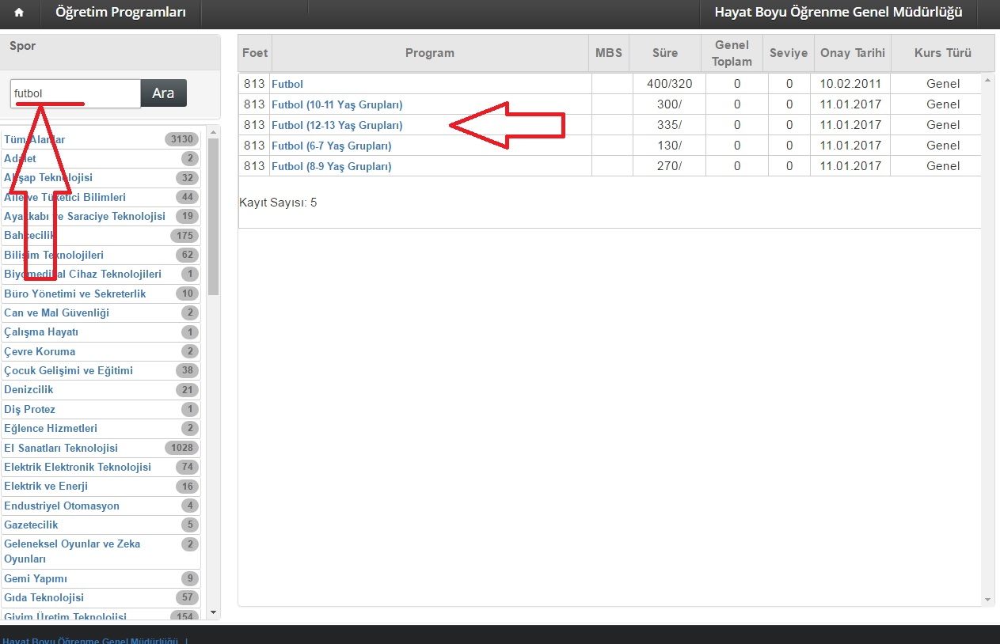 Öğretim Programları
Hayat Boyu Öğrenme Genel Müdürlüğü
Spor
futbol
Ara
Tüm Alanlar 3130
Adalet 2
Ahşap Teknolojisi 32
Aile ve Tüketici Bilimleri 44
Ayakkabı ve Saraciye Teknolojisi 19
Bahçecilik 175
Bilişim Teknolojileri 62
Biyomedikal Cihaz Teknolojileri 1
Büro Yönetimi ve Sekreterlik 10
Can ve Mal Güvenliği 2
Çalışma Hayatı 1
Çevre Koruma 2
Çocuk Gelişimi ve Eğitimi 38
Denizcilik 21
Diş Protez 1
Eğlence Hizmetleri 2
El Sanatları Teknolojisi 1028
Elektrik Elektronik Teknolojisi 74
Elektrik ve Enerji 16
Endustriyel Otomasyon 4
Gazetecilik 5
Geleneksel Oyunlar ve Zeka 2
Oyunları
Gemi Yapımı 9
Gıda Teknolojisi 57
Giyim Üretim Teknolojisi 154
Foet Program MBS Süre Genel Toplam Seviye Onay Tarihi Kurs Türü
813 Futbol 400/320 0 0 10.02.2011 Genel
813 Futbol (10-11 Yaş Grupları) 300/ 0 0 11.01.2017 Genel
813 Futbol (12-13 Yaş Grupları) 335/ 0 0 11.01.2017 Genel
813 Futbol (6-7 Yaş Grupları) 130/ 0 0 11.01.2017 Genel
813 Futbol (8-9 Yaş Grupları) 270/ 0 0 11.01.2017 Genel
Kayıt Sayısı: 5
Hayat Boyu Öğrenme Genel Müdürlüğü |